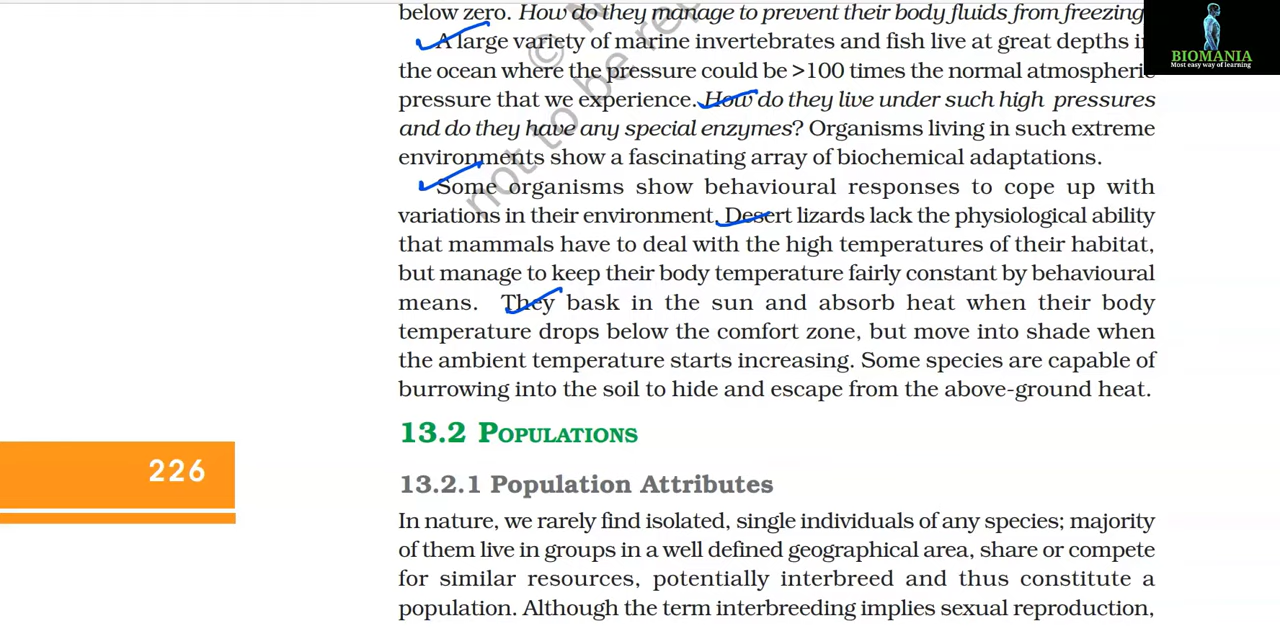 below zero. How do they manage to prevent their body fluids from freezing
A large variety of marine invertebrates and fish live at great depths in
the ocean where the pressure could be >100 times the normal atmospheric
pressure that we experience. How do they live under such high pressures
and do they have any special enzymes? Organisms living in such extreme
environments show a fascinating array of biochemical adaptations.
Some organisms show behavioural responses to cope up with
variations in their environment. Desert lizards lack the physiological ability
that mammals have to deal with the high temperatures of their habitat,
but manage to keep their body temperature fairly constant by behavioural
means. They bask in the sun and absorb heat when their body
temperature drops below the comfort zone, but move into shade when
the ambient temperature starts increasing. Some species are capable of
burrowing into the soil to hide and escape from the above-ground heat.
13.2 POPULATIONS
226
13.2.1 Population Attributes
In nature, we rarely find isolated, single individuals of any species; majority
of them live in groups in a well defined geographical area, share or compete
for similar resources, potentially interbreed and thus constitute a
population. Although the term interbreeding implies sexual reproduction,
BIOMANIA
Most easy way of learning
not to be rep